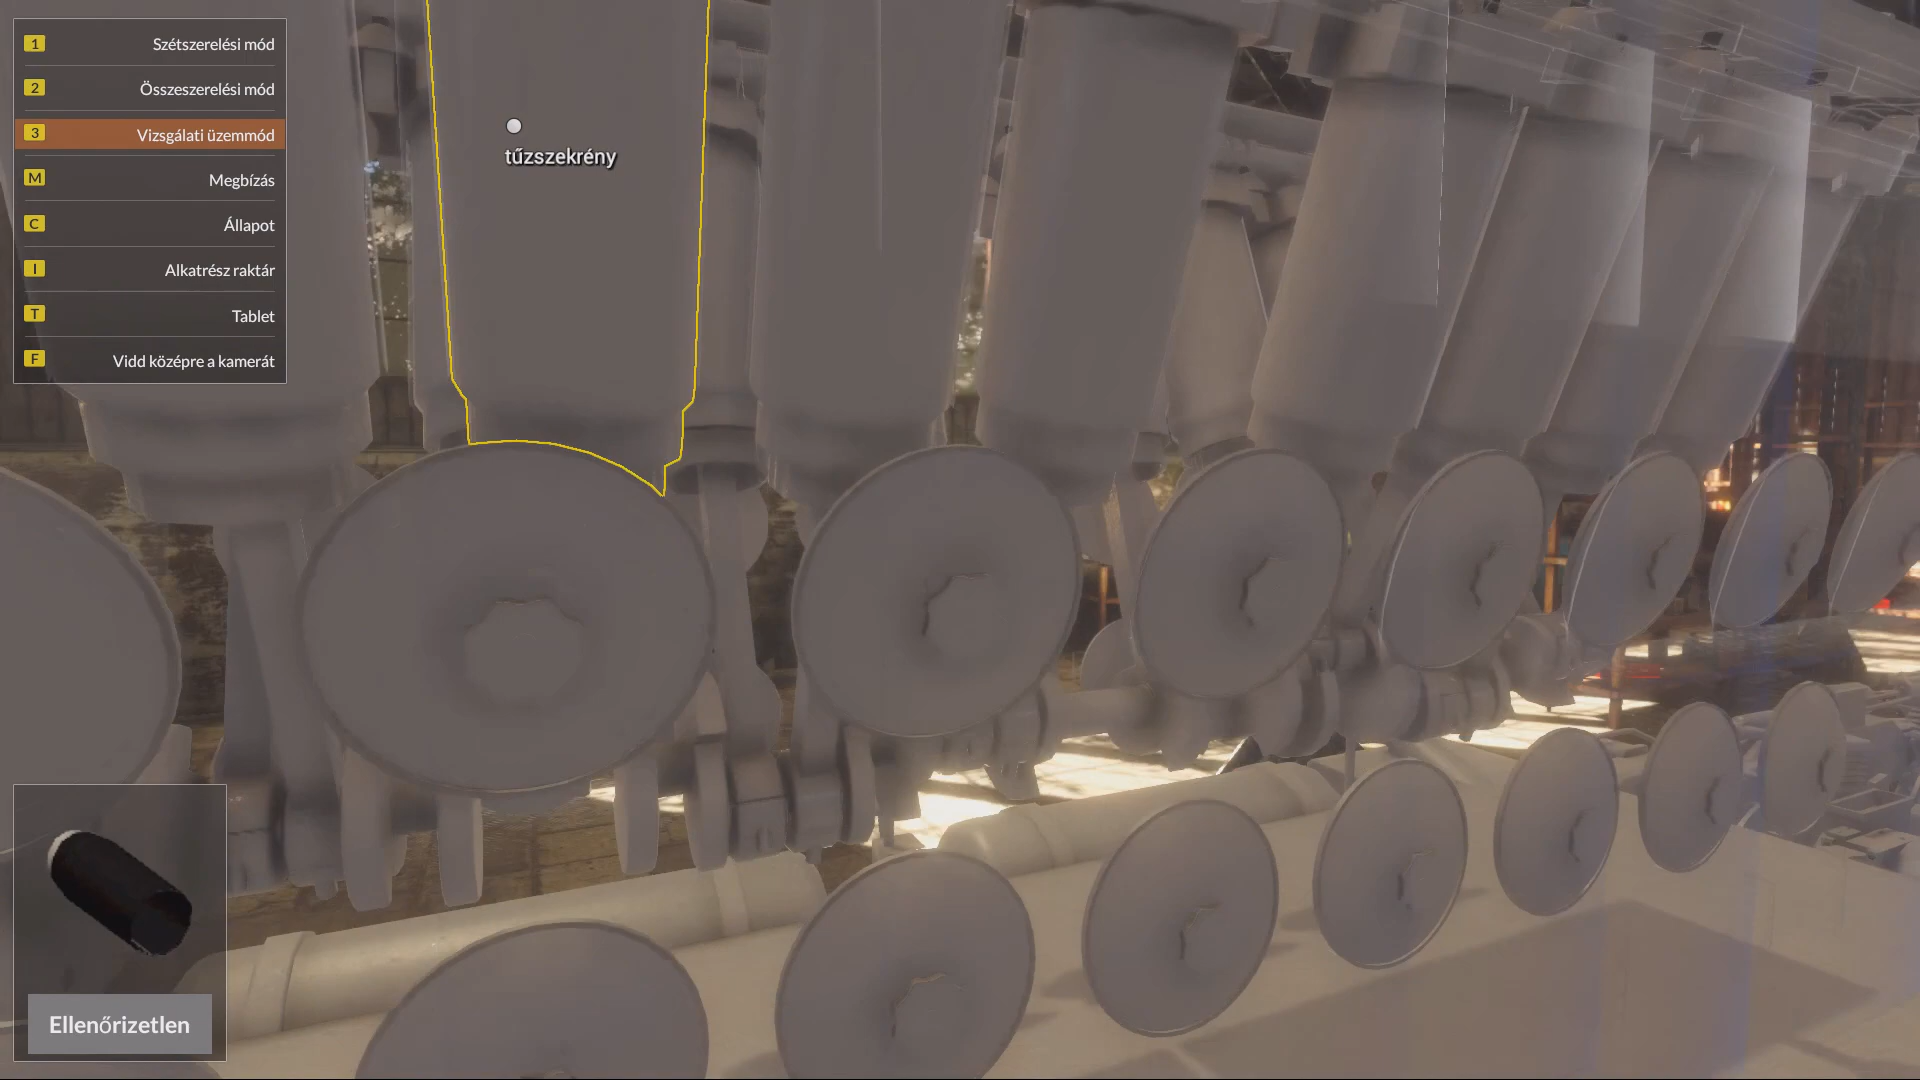 1 Szétszerelési mód
2 Összeszerelési mód
3 Vizsgálati üzemmód
M Megbízás
C Állapot
I Alkatrész raktár
T Tablet
F Vidd középre a kamerát
tűzszekrény
Ellenőrizetlen